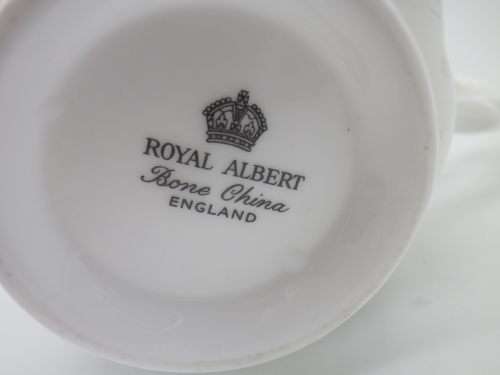 ROYAL ALBERT
Bone China
ENGLAND